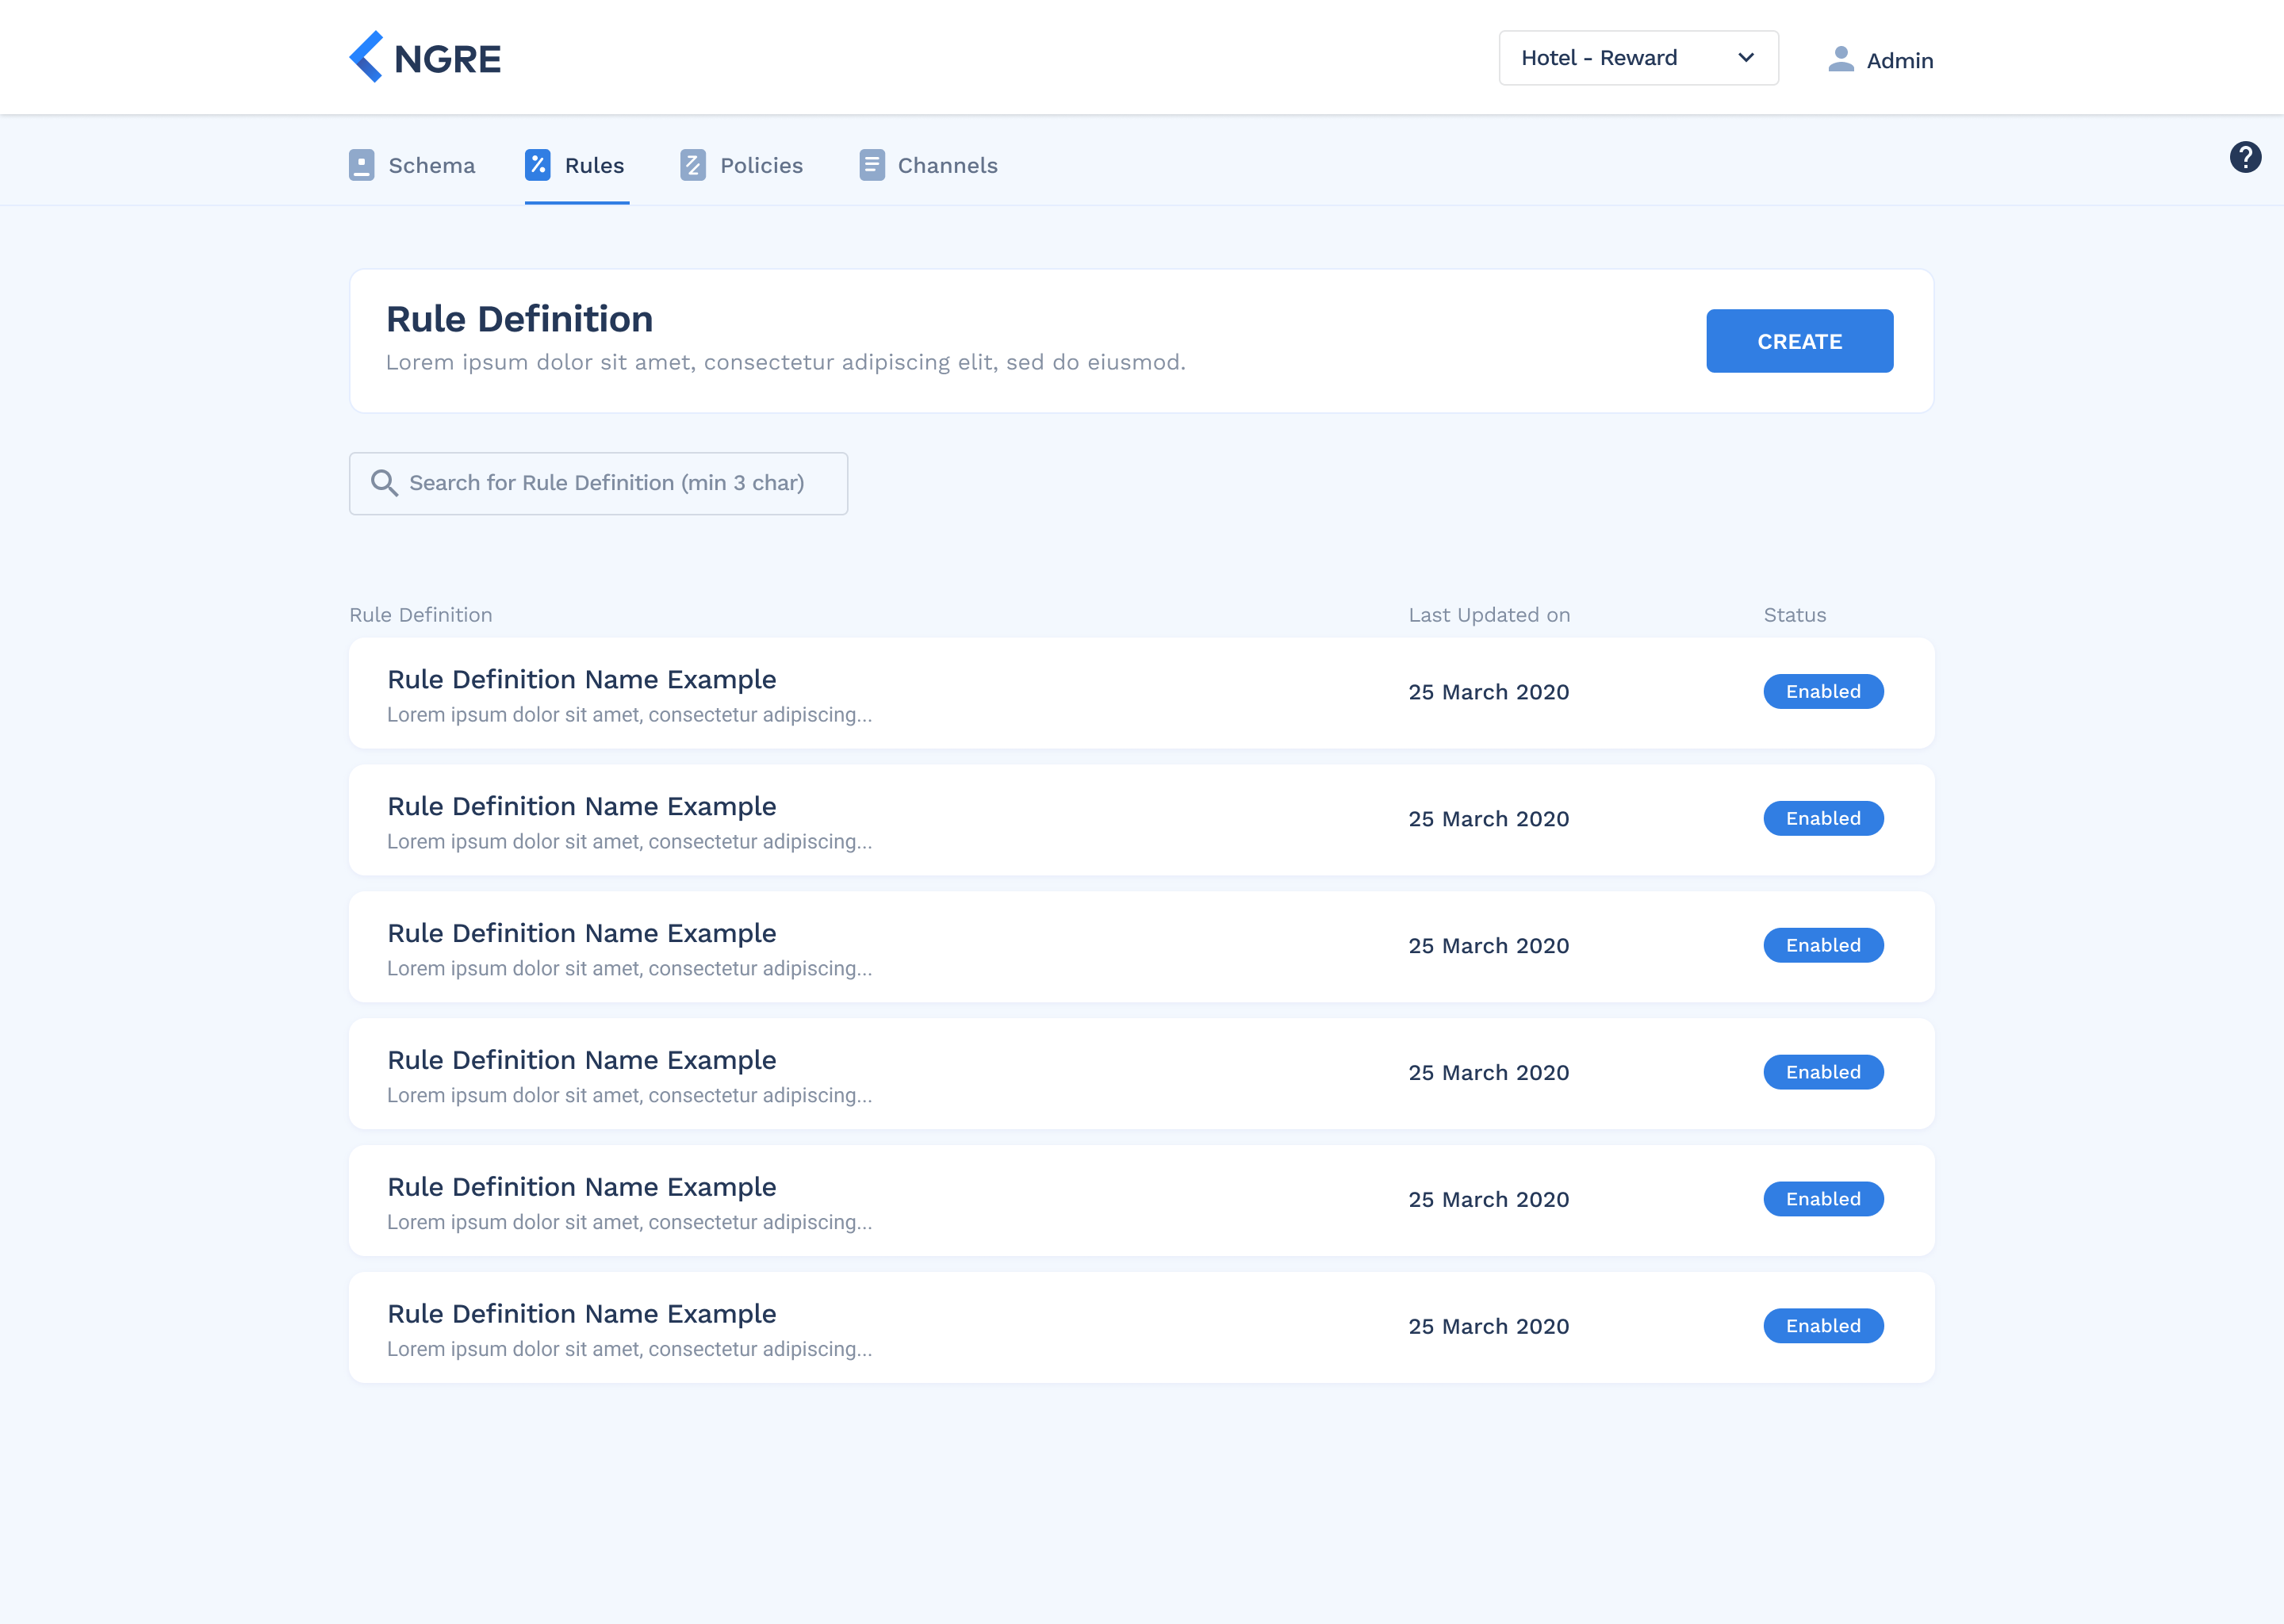 NGRE
Hotel - Reward
Admin
Schema
Rules
Policies
Channels
?
Rule Definition
Lorem ipsum dolor sit amet, consectetur adipiscing elit, sed do eiusmod.
CREATE
Search for Rule Definition (min 3 char)
Rule Definition
Last Updated on
Status
Rule Definition Name Example
Lorem ipsum dolor sit amet, consectetur adipiscing...
25 March 2020
Enabled
Rule Definition Name Example
Lorem ipsum dolor sit amet, consectetur adipiscing...
25 March 2020
Enabled
Rule Definition Name Example
Lorem ipsum dolor sit amet, consectetur adipiscing...
25 March 2020
Enabled
Rule Definition Name Example
Lorem ipsum dolor sit amet, consectetur adipiscing...
25 March 2020
Enabled
Rule Definition Name Example
Lorem ipsum dolor sit amet, consectetur adipiscing...
25 March 2020
Enabled
Rule Definition Name Example
Lorem ipsum dolor sit amet, consectetur adipiscing...
25 March 2020
Enabled